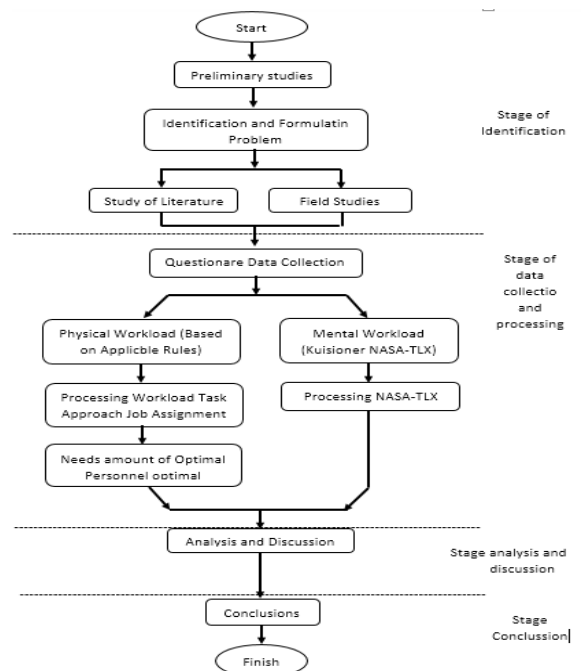 Start
Preliminary studies
Identification and Formulatin
Problem
Study of Literature
Field Studies
Stage of
Identification
Questionare Data Collection
Stage of
data
collectio
and
processing
Physical Workload (Based
on Applicble Rules)
Mental Workload
(Kuisioner NASA-TLX)
Processing Workload Task
Approach Job Assignment
Processing NASA-TLX
Needs amount of Optimal
Personnel optimal
Analysis and Discussion
Stage analysis and
discussion
Conclusions
Stage
Conclussion
Finish